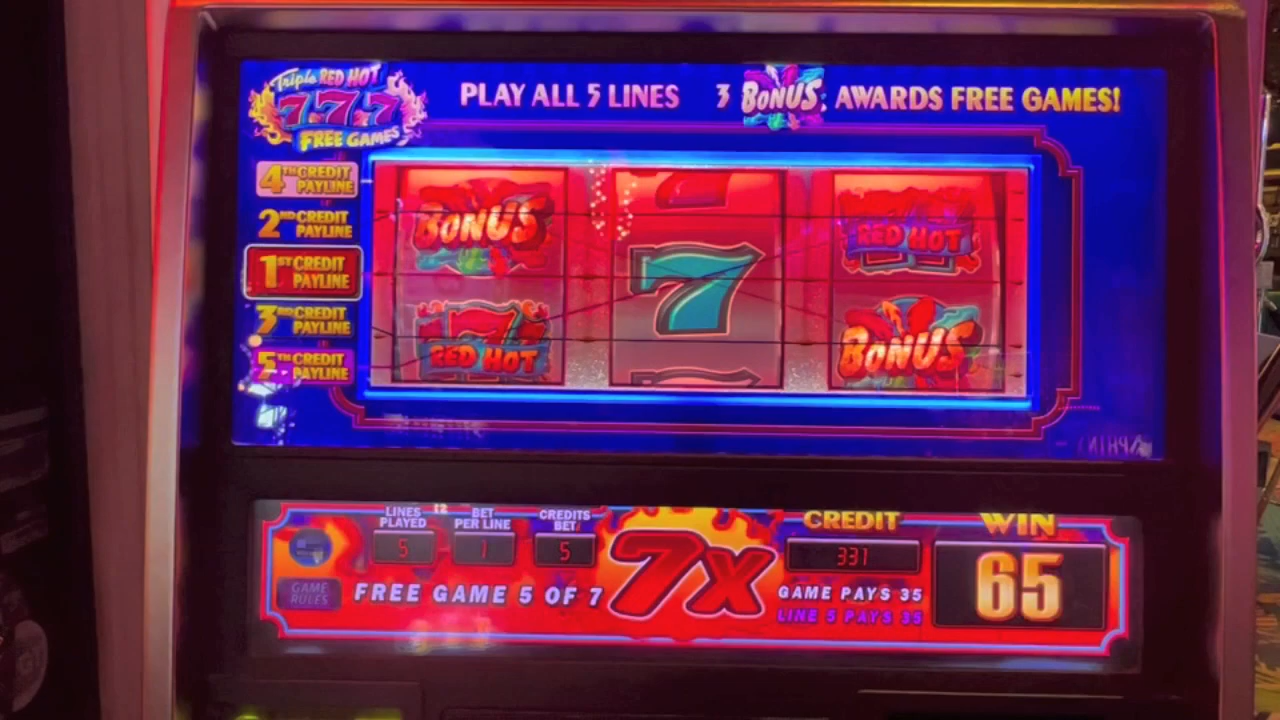 Triple RED HOT
777
FREE GAMES
PLAY ALL 5 LINES 3 BONUS AWARDS FREE GAMES!
4TH CREDIT
PAYLINE
2ND CREDIT
PAYLINE
1ST CREDIT
PAYLINE
3RD CREDIT
PAYLINE
5TH CREDIT
PAYLINE
BONUS
7
RED HOT
7
RED HOT
BONUS
LINES
PLAYED
5
BET
PER LINE
1
CREDITS
BET
5
7x
CREDIT
331
WIN
65
GAME
RULES
FREE GAME 5 OF 7
GAME PAYS 35
LINE 5 PAYS 35